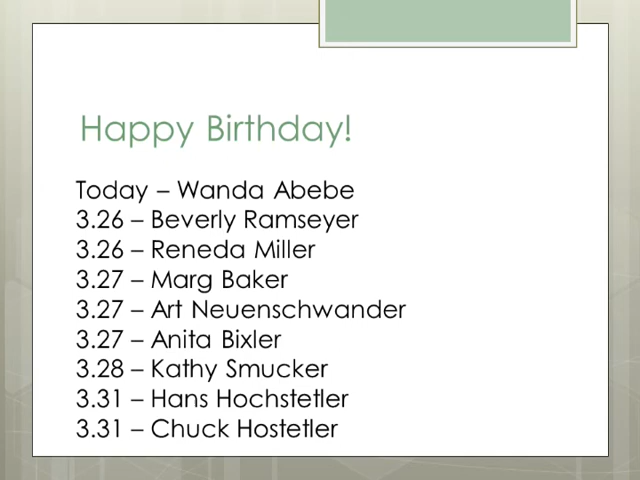 Happy Birthday!
Today – Wanda Abebe
3.26 – Beverly Ramseyer
3.26 – Reneda Miller
3.27 – Marg Baker
3.27 – Art Neuenschwander
3.27 – Anita Bixler
3.28 – Kathy Smucker
3.31 – Hans Hochstetler
3.31 – Chuck Hostetler